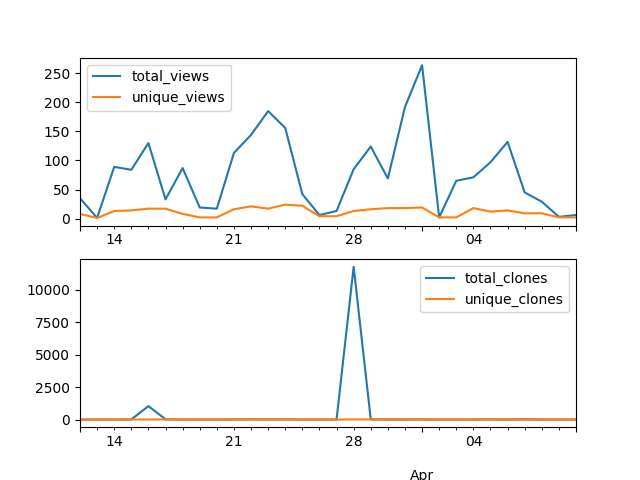 250
200
150
100
50
0
total_views
unique_views
14 21 28 04
10000
7500
5000
2500
0
total_clones
unique_clones
14 21 28 04
Apr